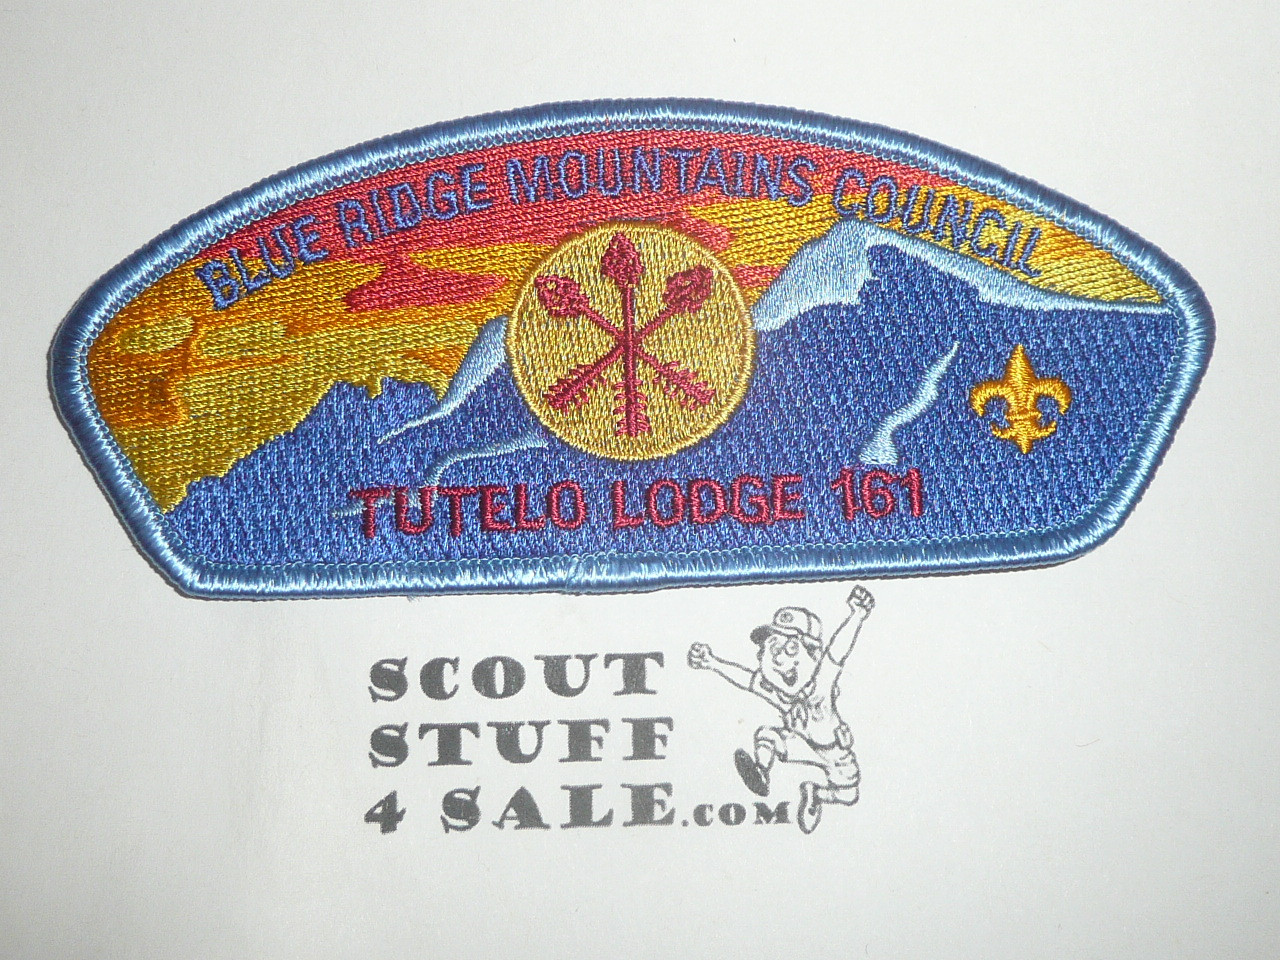 BLUE RIDGE MOUNTAINS COUNCIL
TUTELO LODGE 161
SCOUT
STUFF
4 SALE.COM